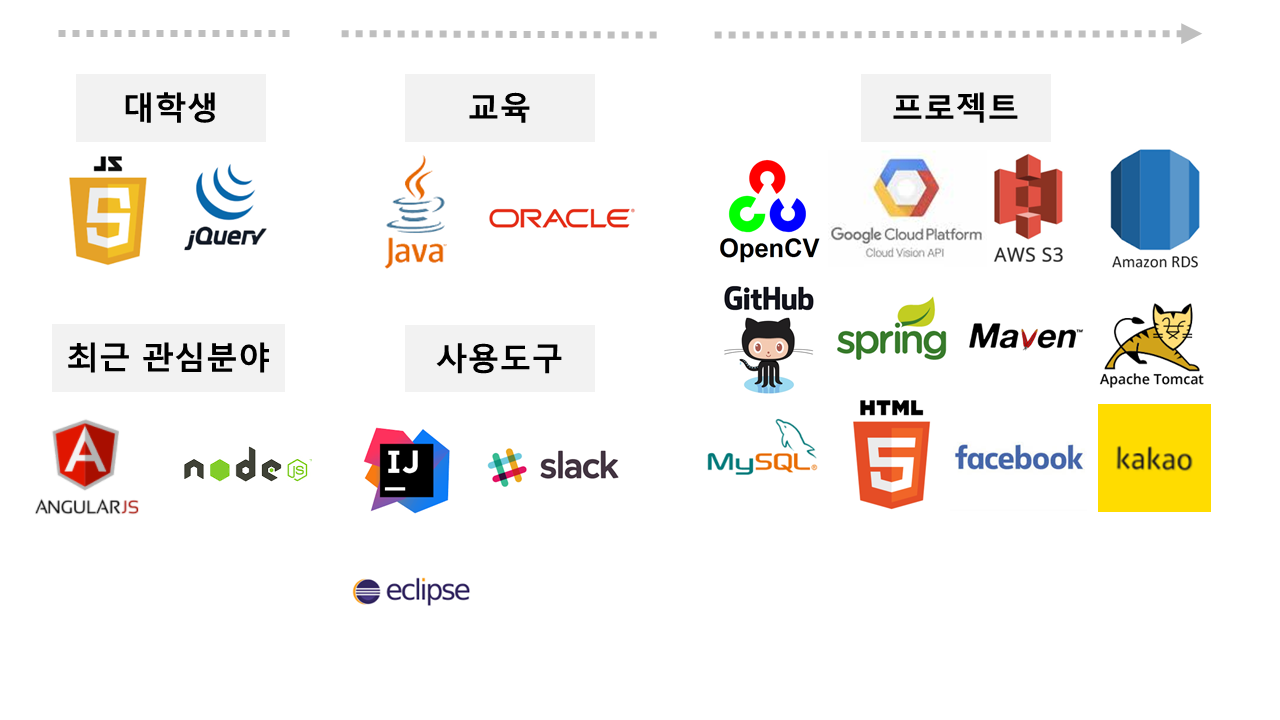 대학생
JS
jQuery
교육
Java
ORACLE
프로젝트
OpenCV
Google Cloud Platform
Cloud Vision API
AWS S3
Amazon RDS
GitHub
spring
Maven™
Apache Tomcat
MySQL®
HTML
5
facebook
kakao
최근 관심분야
A
ANGULARJS
node
JS
사용도구
IJ
slack
eclipse